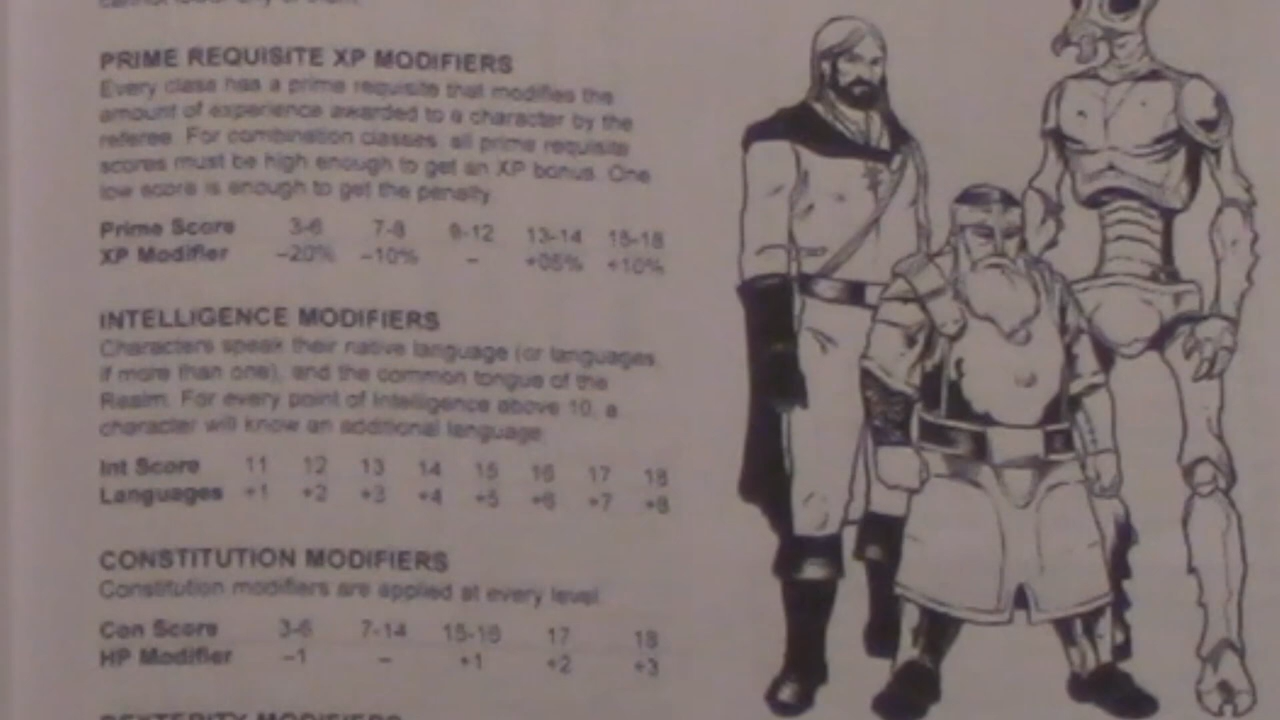 cannot lower any of them.
PRIME REQUISITE XP MODIFIERS
Every class has a prime requisite that modifies the
amount of experience awarded to a character by the
referee. For combination classes, all prime requisite
scores must be high enough to get an XP bonus. One
low score is enough to get the penalty.
Prime Score 3-6 7-8 9-12 13-14 15-18
XP Modifier −20% −10% – +05% +10%
INTELLIGENCE MODIFIERS
Characters speak their native language (or languages,
if more than one), and the common tongue of the
Realm. For every point of Intelligence above 10, a
character will know an additional language.
Int Score 11 12 13 14 15 16 17 18
Languages +1 +2 +3 +4 +5 +6 +7 +8
CONSTITUTION MODIFIERS
Constitution modifiers are applied at every level.
Con Score 3-6 7-14 15-16 17 18
HP Modifier −1 – +1 +2 +3
DEXTERITY MODIFIERS